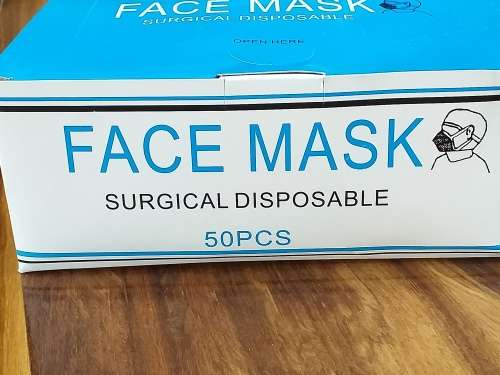 FACE MASK
SURGICAL DISPOSABLE
OPEN HERE
FACE MASK
SURGICAL DISPOSABLE
50PCS